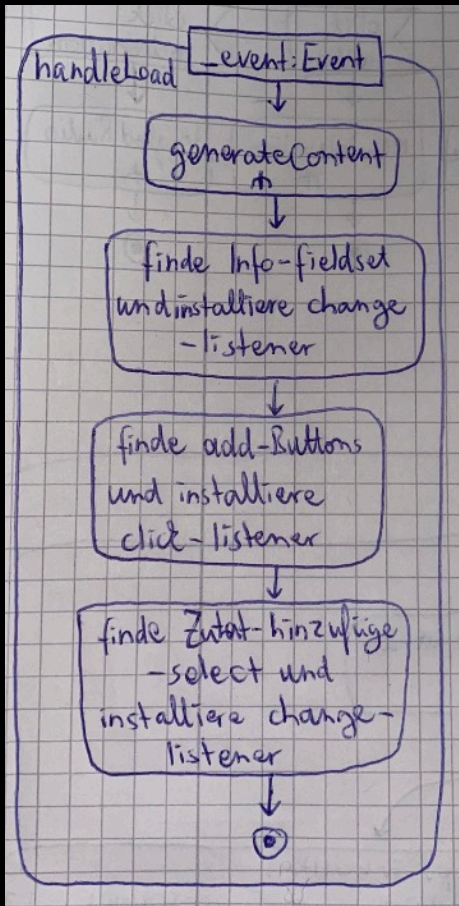 _event:Event
handleLoad
generateContent
finde Info-fieldset
und installiere change
-listener
finde add-Buttons
und installiere
click-listener
finde Zutat-hinzufüge
-select und
installiere change-
listener